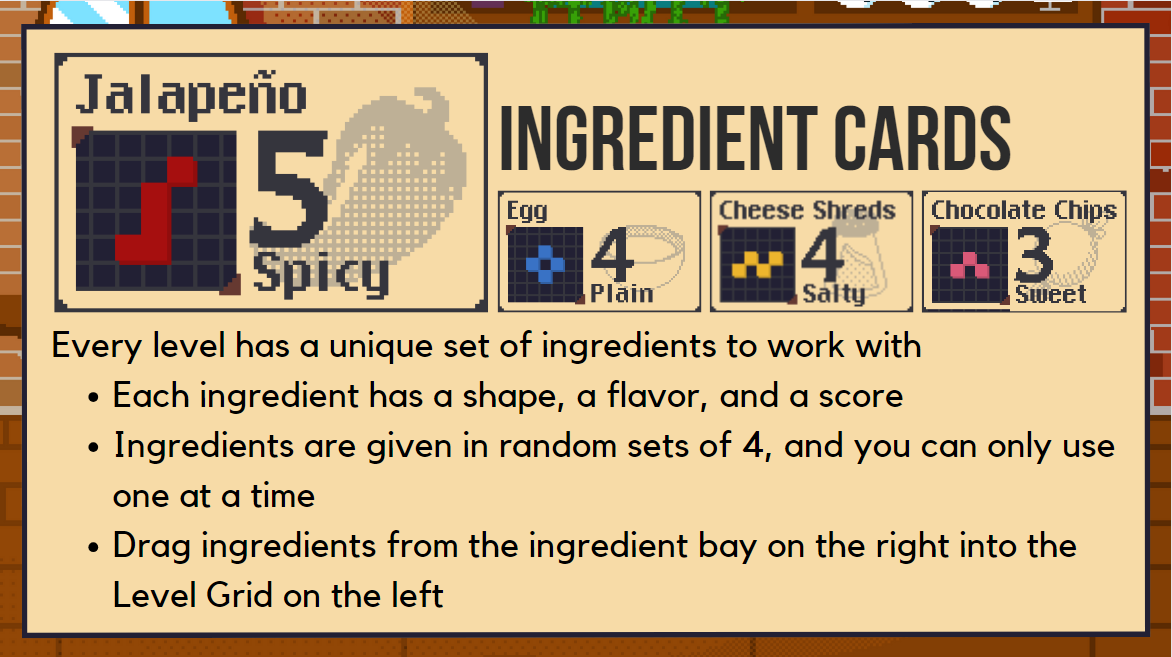 Jalapeño
5
Spicy
INGREDIENT CARDS
Egg
4
Plain
Cheese Shreds
4
Salty
Chocolate Chips
3
Sweet
Every level has a unique set of ingredients to work with
• Each ingredient has a shape, a flavor, and a score
• Ingredients are given in random sets of 4, and you can only use
one at a time
• Drag ingredients from the ingredient bay on the right into the
Level Grid on the left